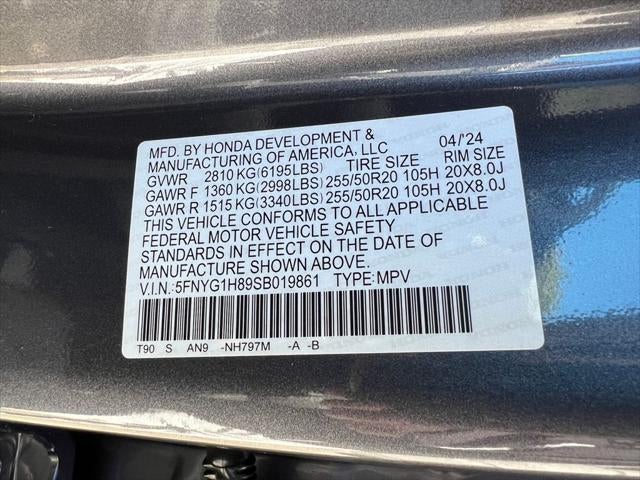 MFD. BY HONDA DEVELOPMENT & 04/'24
MANUFACTURING OF AMERICA, LLC
GVWR 2810 KG(6195LBS) TIRE SIZE RIM SIZE
GAWR F 1360 KG(2998LBS) 255/50R20 105H 20X8.0J
GAWR R 1515 KG(3340LBS) 255/50R20 105H 20X8.0J
THIS VEHICLE CONFORMS TO ALL APPLICABLE
FEDERAL MOTOR VEHICLE SAFETY
STANDARDS IN EFFECT ON THE DATE OF
MANUFACTURE SHOWN ABOVE.
V.I.N.:5FNYG1H89SB019861 TYPE:MPV
T90 S AN9 -NH797M -A -B